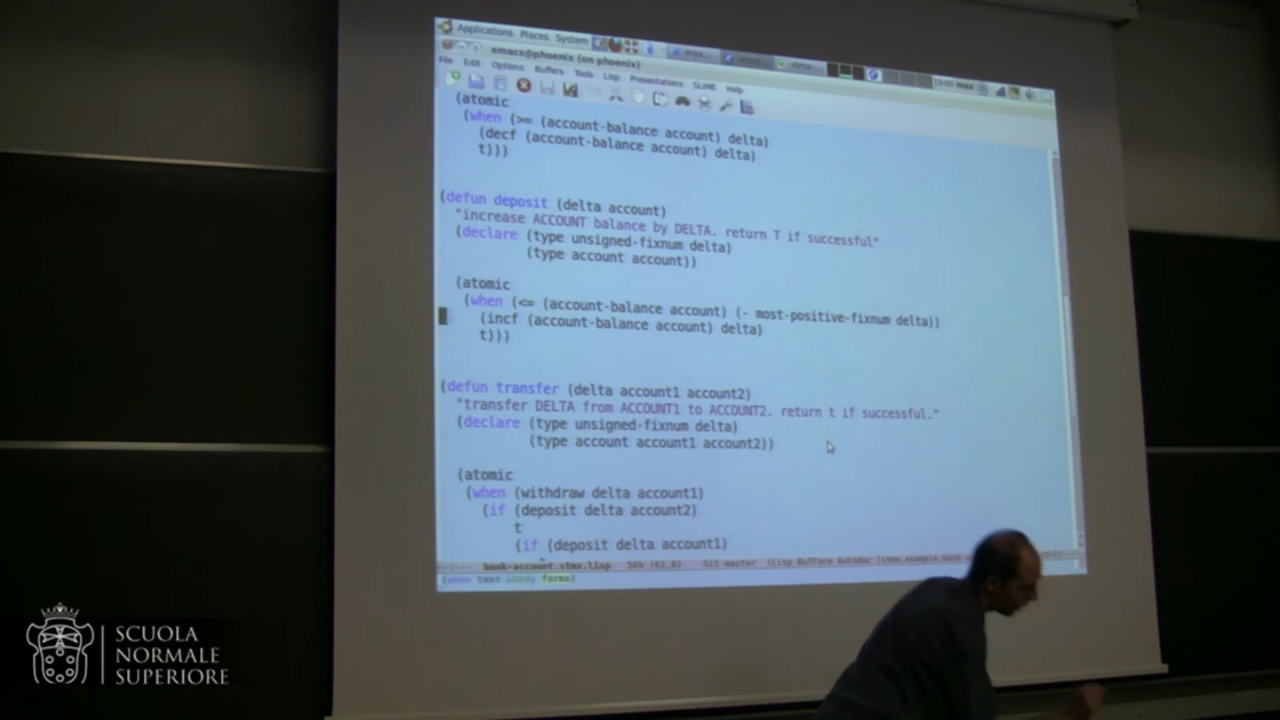 Applications Places System
emacs@phoenix (on phoenix)
File Edit Options Buffers Tools Lisp Presentations SLIME Help
(atomic
(when (>= (account-balance account) delta)
(decf (account-balance account) delta)
t)))
(defun deposit (delta account)
"increase ACCOUNT balance by DELTA. return T if successful"
(declare (type unsigned-fixnum delta)
(type account account))
(atomic
(when (<= (account-balance account) (- most-positive-fixnum delta))
(incf (account-balance account) delta)
t)))
(defun transfer (delta account1 account2)
"transfer DELTA from ACCOUNT1 to ACCOUNT2. return t if successful."
(declare (type unsigned-fixnum delta)
(type account account1 account2))
(atomic
(when (withdraw delta account1)
(if (deposit delta account2)
t
(if (deposit delta account1)
bank-account.stmx.lisp 56% (61,0) Git-master
(when test &body forms)
SCUOLA
NORMALE
SUPERIORE